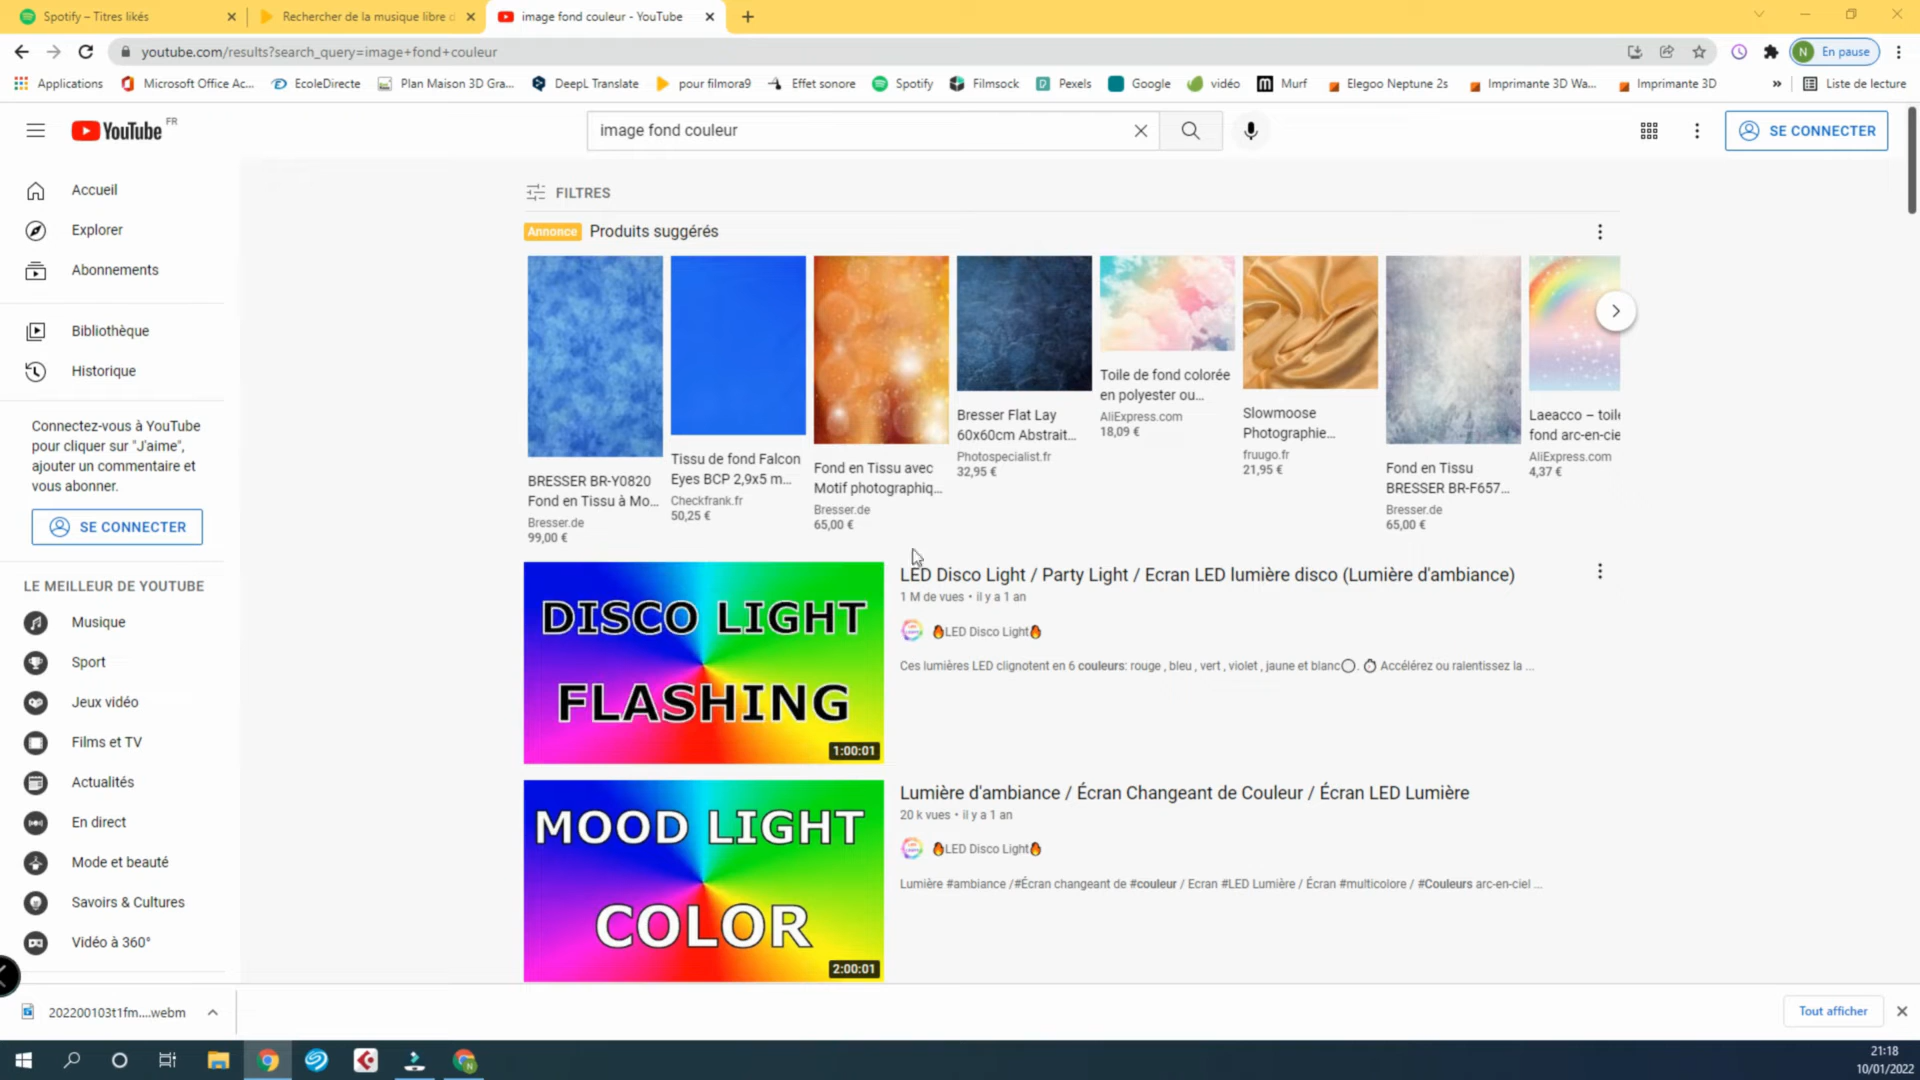 Spotify – Titres likés
Rechercher de la musique libre d
image fond couleur - YouTube
youtube.com/results?search_query=image+fond+couleur
N
En pause
Applications
Microsoft Office Ac...
EcoleDirecte
Plan Maison 3D Gra...
DeepL Translate
pour filmora9
Effet sonore
Spotify
Filmsock
Pexels
Google
vidéo
Murf
Elegoo Neptune 2s
Imprimante 3D Wa...
Imprimante 3D
»
Liste de lecture
YouTube FR
image fond couleur
SE CONNECTER
Accueil
Explorer
Abonnements
Bibliothèque
Historique
Connectez-vous à YouTube
pour cliquer sur "J'aime",
ajouter un commentaire et
vous abonner.
SE CONNECTER
LE MEILLEUR DE YOUTUBE
Musique
Sport
Jeux vidéo
Films et TV
Actualités
En direct
Mode et beauté
Savoirs & Cultures
Vidéo à 360°
FILTRES
Annonce Produits suggérés
BRESSER BR-Y0820
Fond en Tissu à Mo...
Bresser.de
99,00 €
Tissu de fond Falcon
Eyes BCP 2,9x5 m...
Checkfrank.fr
50,25 €
Fond en Tissu avec
Motif photographiq...
Bresser.de
65,00 €
Bresser Flat Lay
60x60cm Abstrait...
Photospecialist.fr
32,95 €
Toile de fond colorée
en polyester ou...
AliExpress.com
18,09 €
Slowmoose
Photographie...
fruugo.fr
21,95 €
Fond en Tissu
BRESSER BR-F657...
Bresser.de
65,00 €
Laeacco – toile
fond arc-en-cie
AliExpress.com
4,37 €
DISCO LIGHT
FLASHING
1:00:01
LED Disco Light / Party Light / Ecran LED lumière disco (Lumière d'ambiance)
1 M de vues • il y a 1 an
🔥LED Disco Light🔥
Ces lumières LED clignotent en 6 couleurs: rouge , bleu , vert , violet , jaune et blanc⚪. ⏱ Accélérez ou ralentissez la ...
MOOD LIGHT
COLOR
2:00:01
Lumière d'ambiance / Écran Changeant de Couleur / Écran LED Lumière
20 k vues • il y a 1 an
🔥LED Disco Light🔥
Lumière #ambiance /#Écran changeant de #couleur / Ecran #LED Lumière / Écran #multicolore / #Couleurs arc-en-ciel ...
202200103t1fm....webm
Tout afficher
21:18
10/01/2022